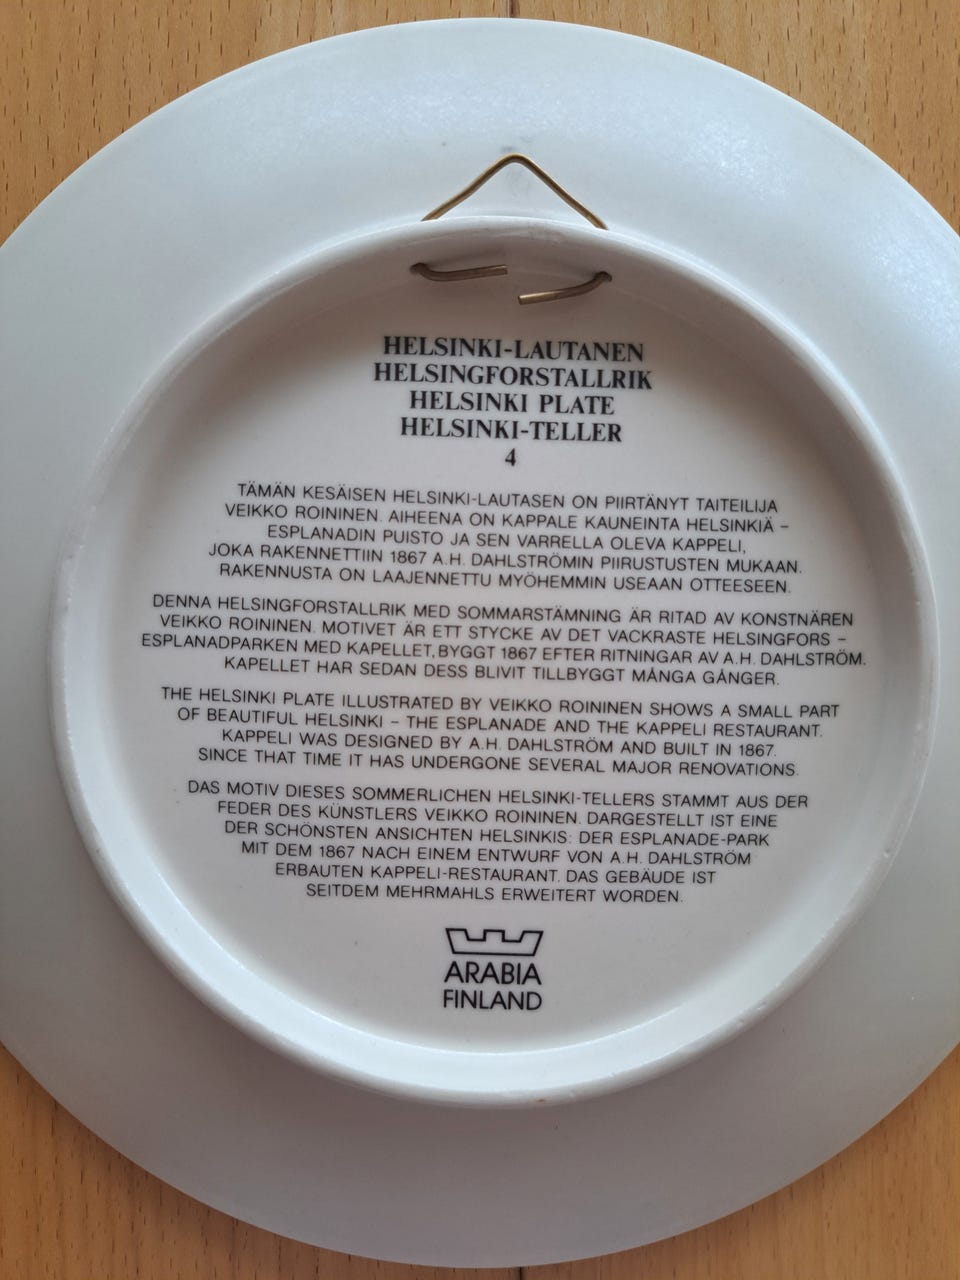 HELSINKI-LAUTANEN
HELSINGFORSTALLRIK
HELSINKI PLATE
HELSINKI-TELLER
4
TÄMÄN KESÄISEN HELSINKI-LAUTASEN ON PIIRTÄNYT TAITEILIJA
VEIKKO ROININEN. AIHEENA ON KAPPALE KAUNEINTA HELSINKIÄ –
ESPLANADIN PUISTO JA SEN VARRELLA OLEVA KAPPELI,
JOKA RAKENNETTIIN 1867 A.H. DAHLSTRÖMIN PIIRUSTUSTEN MUKAAN.
RAKENNUSTA ON LAAJENNETTU MYÖHEMMIN USEAAN OTTEESEEN.
DENNA HELSINGFORSTALLRIK MED SOMMARSTÄMNING ÄR RITAD AV KONSTNÄREN
VEIKKO ROININEN. MOTIVET ÄR ETT STYCKE AV DET VACKRASTE HELSINGFORS –
ESPLANADPARKEN MED KAPELLET, BYGGT 1867 EFTER RITNINGAR AV A.H. DAHLSTRÖM.
KAPELLET HAR SEDAN DESS BLIVIT TILLBYGGT MÅNGA GÅNGER.
THE HELSINKI PLATE ILLUSTRATED BY VEIKKO ROININEN SHOWS A SMALL PART
OF BEAUTIFUL HELSINKI – THE ESPLANADE AND THE KAPPELI RESTAURANT.
KAPPELI WAS DESIGNED BY A.H. DAHLSTRÖM AND BUILT IN 1867.
SINCE THAT TIME IT HAS UNDERGONE SEVERAL MAJOR RENOVATIONS.
DAS MOTIV DIESES SOMMERLICHEN HELSINKI-TELLERS STAMMT AUS DER
FEDER DES KÜNSTLERS VEIKKO ROININEN. DARGESTELLT IST EINE
DER SCHÖNSTEN ANSICHTEN HELSINKIS: DER ESPLANADE-PARK
MIT DEM 1867 NACH EINEM ENTWURF VON A.H. DAHLSTRÖM
ERBAUTEN KAPPELI-RESTAURANT. DAS GEBÄUDE IST
SEITDEM MEHRMAHLS ERWEITERT WORDEN.
ARABIA
FINLAND